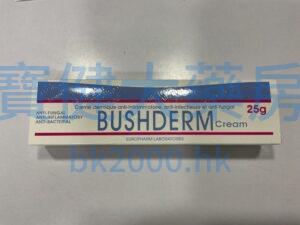 寶健大藥房
Crème dermique anti-inflammatoire, anti-infectieuse et anti-fungal
25g
ANTI-FUNGAL
ANTI-INFLAMMATORY
ANTI-BACTERIAL
BUSHDERM Cream
EUROPHARM LABORATOIRES
bk2000.hk